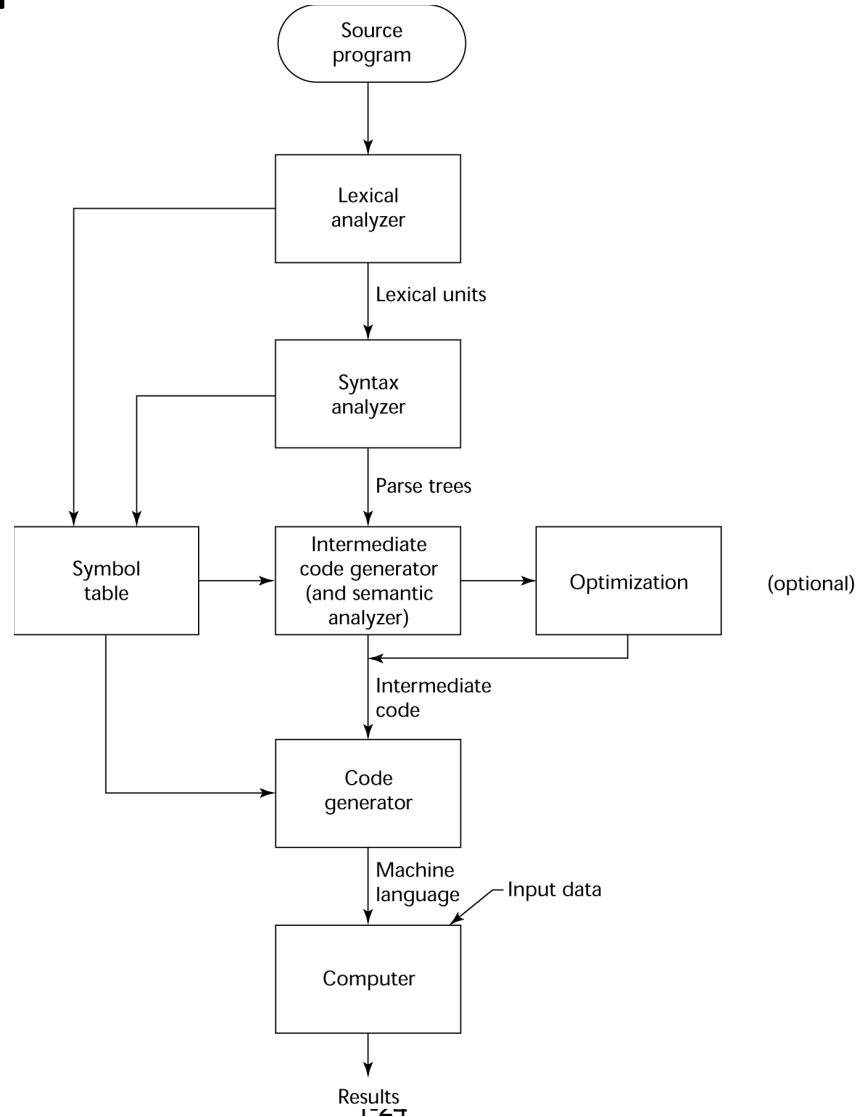 Source
program
Lexical
analyzer
Lexical units
Syntax
analyzer
Parse trees
Symbol
table
Intermediate
code generator
(and semantic
analyzer)
Optimization
(optional)
Intermediate
code
Code
generator
Machine
language
Input data
Computer
Results